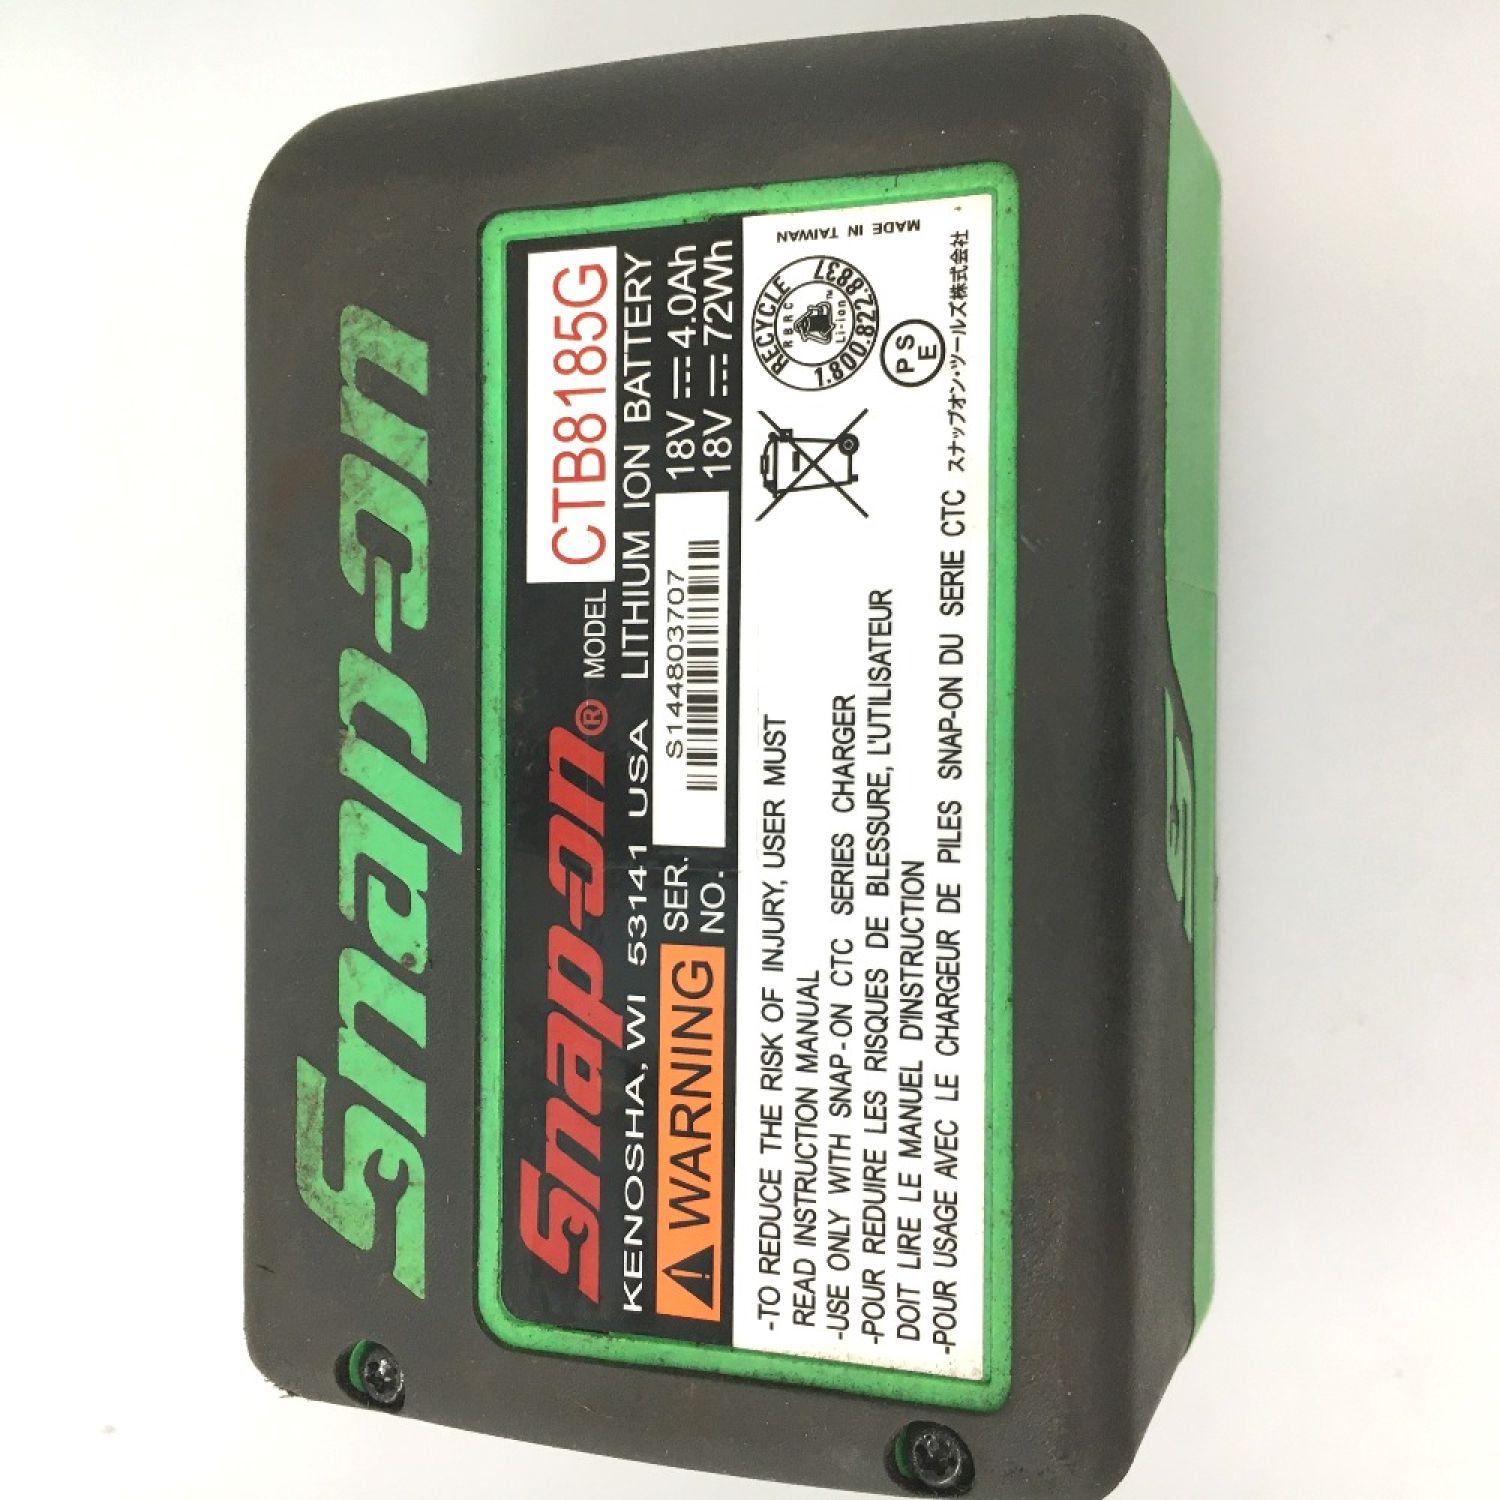 Snap-on
Snap-on® MODEL CTB8185G
KENOSHA, WI 53141 USA LITHIUM ION BATTERY
WARNING
SER. NO.
S144803707
18V 4.0Ah
18V 72Wh
-TO REDUCE THE RISK OF INJURY, USER MUST
READ INSTRUCTION MANUAL
-USE ONLY WITH SNAP-ON CTC SERIES CHARGER
-POUR REDUIRE LES RISQUES DE BLESSURE, L'UTILISATEUR
DOIT LIRE LE MANUEL D'INSTRUCTION
-POUR USAGE AVEC LE CHARGEUR DE PILES SNAP-ON DU SERIE CTC
RECYCLE
RBRC
Li-ion™
1.800.822.8837
PSE
MADE IN TAIWAN
スナップオン・ツールズ株式会社